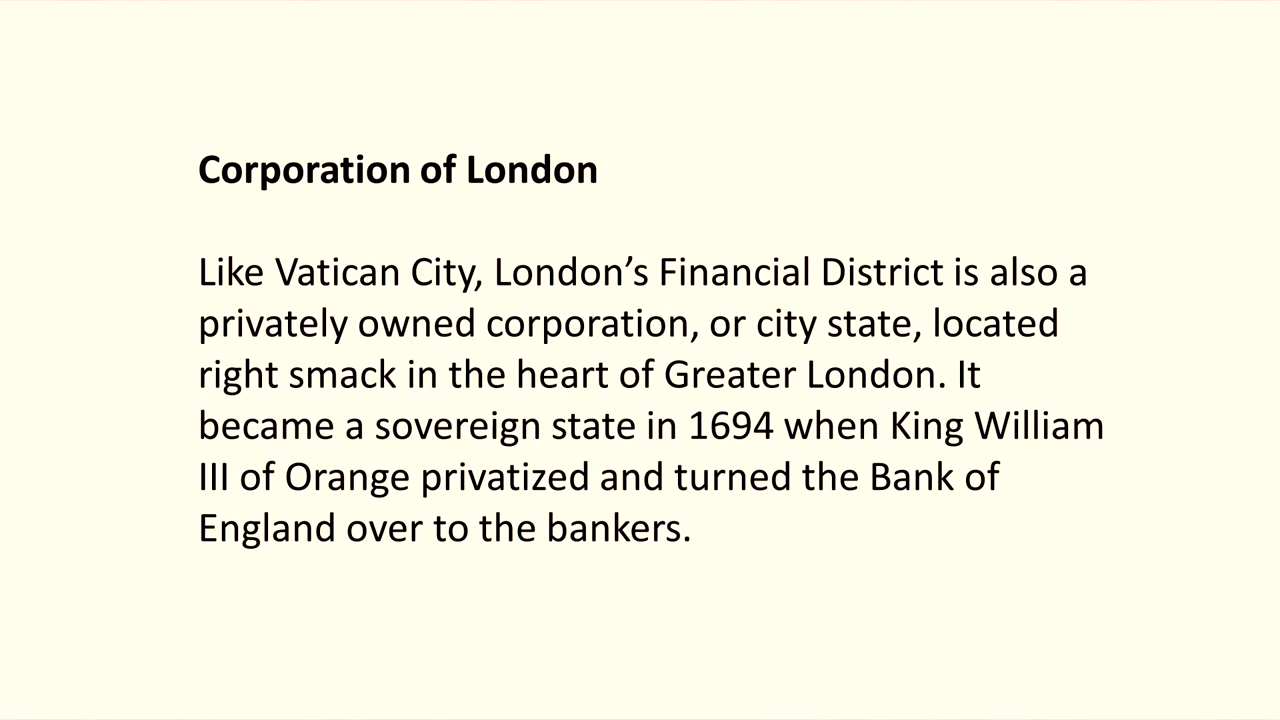 Corporation of London
Like Vatican City, London’s Financial District is also a
privately owned corporation, or city state, located
right smack in the heart of Greater London. It
became a sovereign state in 1694 when King William
III of Orange privatized and turned the Bank of
England over to the bankers.